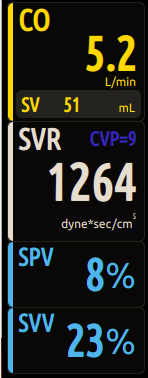 CO
5.2
L/min
SV 51 mL
SVR CVP=9
1264
dyne*sec/cm⁵
SPV
8%
SVV
23%